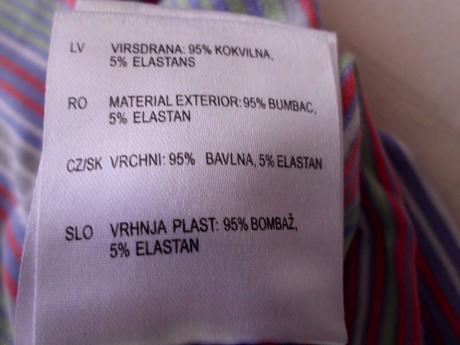 LV VIRSDRANA: 95% KOKVILNA,
5% ELASTANS
RO MATERIAL EXTERIOR: 95% BUMBAC,
5% ELASTAN
CZ/SK VRCHNI: 95% BAVLNA, 5% ELASTAN
SLO VRHNJA PLAST: 95% BOMBAŽ,
5% ELASTAN